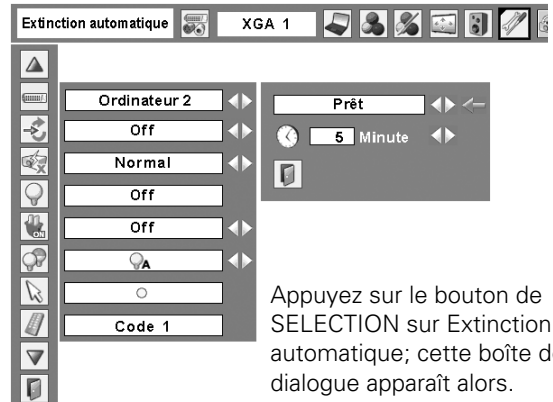 Extinction automatique XGA 1
Ordinateur 2
Off
Normal
Off
Off
A
Code 1
Prêt
5 Minute
ON
Appuyez sur le bouton de
SELECTION sur Extinction
automatique; cette boîte de
dialogue apparaît alors.